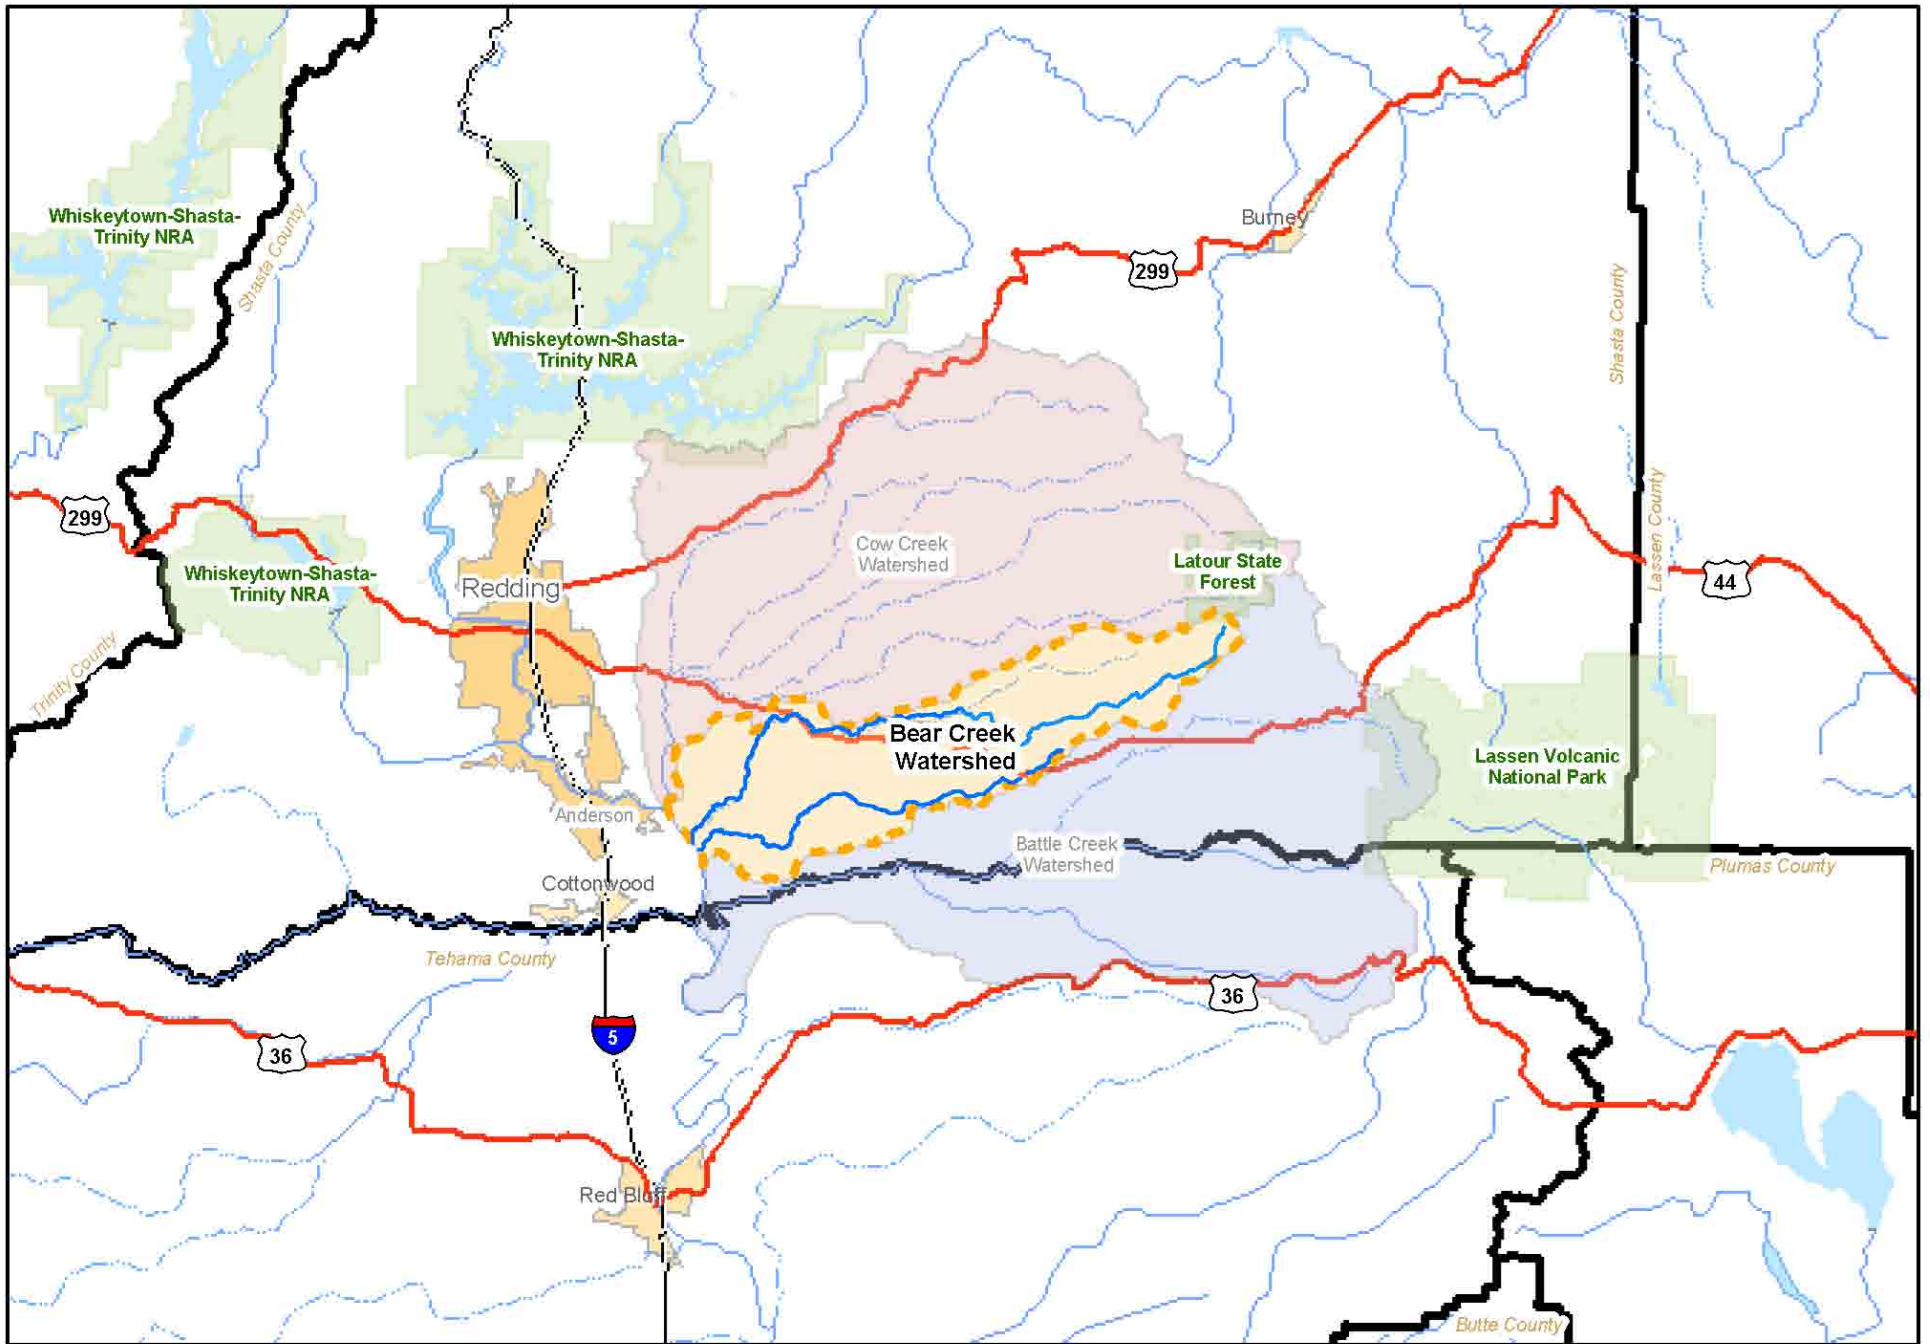 Whiskeytown-Shasta-
Trinity NRA
Shasta County
Burney
299
Shasta County
Whiskeytown-Shasta-
Trinity NRA
299
Cow Creek
Watershed
Latour State
Forest
Lassen County
44
Whiskeytown-Shasta-
Trinity NRA
Redding
Trinity County
Bear Creek
Watershed
Lassen Volcanic
National Park
Anderson
Battle Creek
Watershed
Plumas County
Cottonwood
Tehama County
36
5
36
Red Bluff
Butte County